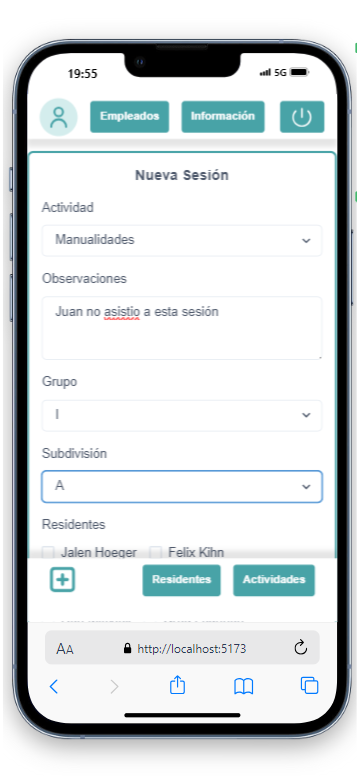 19:55
5G
Empleados
Información
Nueva Sesión
Actividad
Manualidades
Observaciones
Juan no asistio a esta sesión
Grupo
I
Subdivisión
A
Residentes
Jalen Hoeger Felix Kihn
Residentes
Actividades
AA
http://localhost:5173